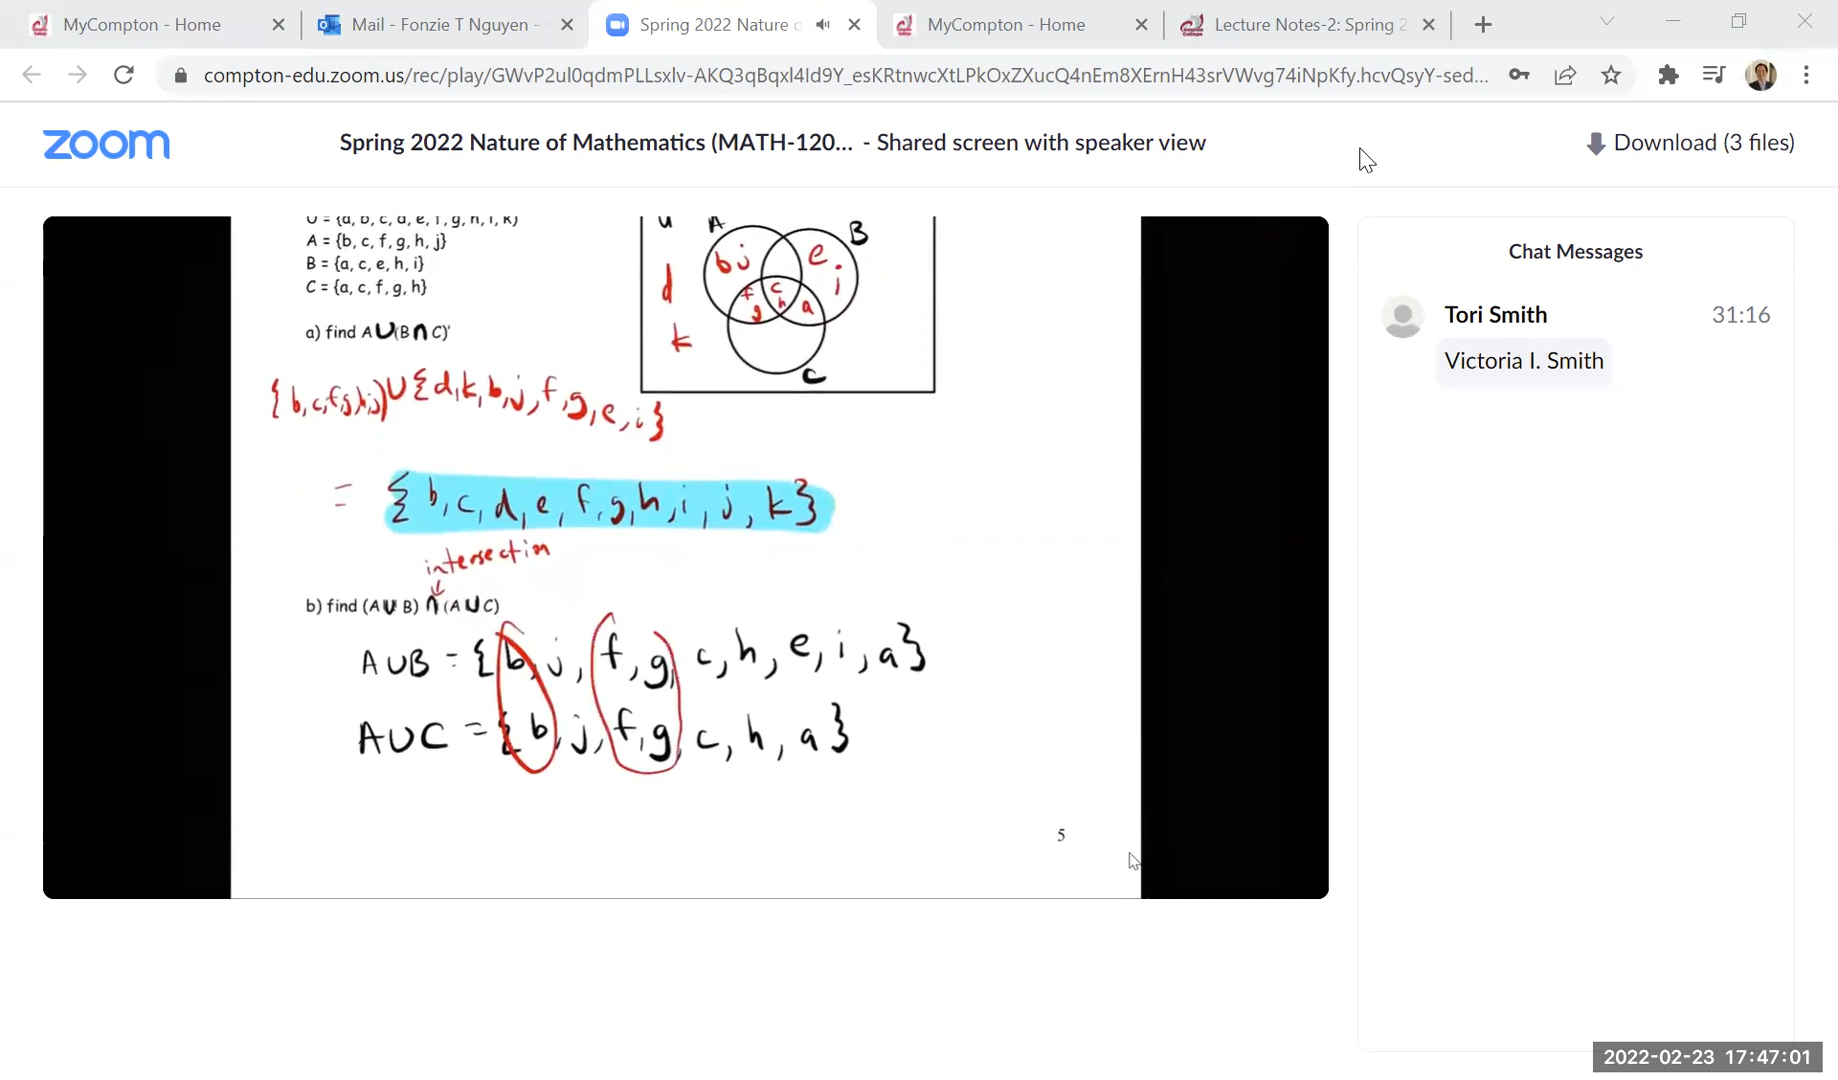 MyCompton - Home
Mail - Fonzie T Nguyen -
Spring 2022 Nature o
MyCompton - Home
Lecture Notes-2: Spring 2
compton-edu.zoom.us/rec/play/GWvP2ul0qdmPLLsxlv-AKQ3qBqxl4Id9Y_esKRtnwcXtLPkOxZXucQ4nEm8XErnH43srVWvg74iNpKfy.hcvQsyY-sed...
zoom
Spring 2022 Nature of Mathematics (MATH-120... - Shared screen with speaker view
Download (3 files)
U = {a, b, c, d, e, f, g, h, i, k}
A = {b, c, f, g, h, j}
B = {a, c, e, h, i}
C = {a, c, f, g, h}
u A B
b j e i
d f c h a
g
k
C
a) find A∪(B∩C)'
{b,c,f,g,h,j}∪{d,k,b,j,f,g,e,i}
= {b,c,d,e,f,g,h,i,j,k}
intersection
b) find (A∪B) ∩ (A∪C)
A∪B = {b,j,f,g,c,h,e,i,a}
A∪C = {b,j,f,g,c,h,a}
5
Chat Messages
Tori Smith 31:16
Victoria I. Smith
2022-02-23 17:47:01